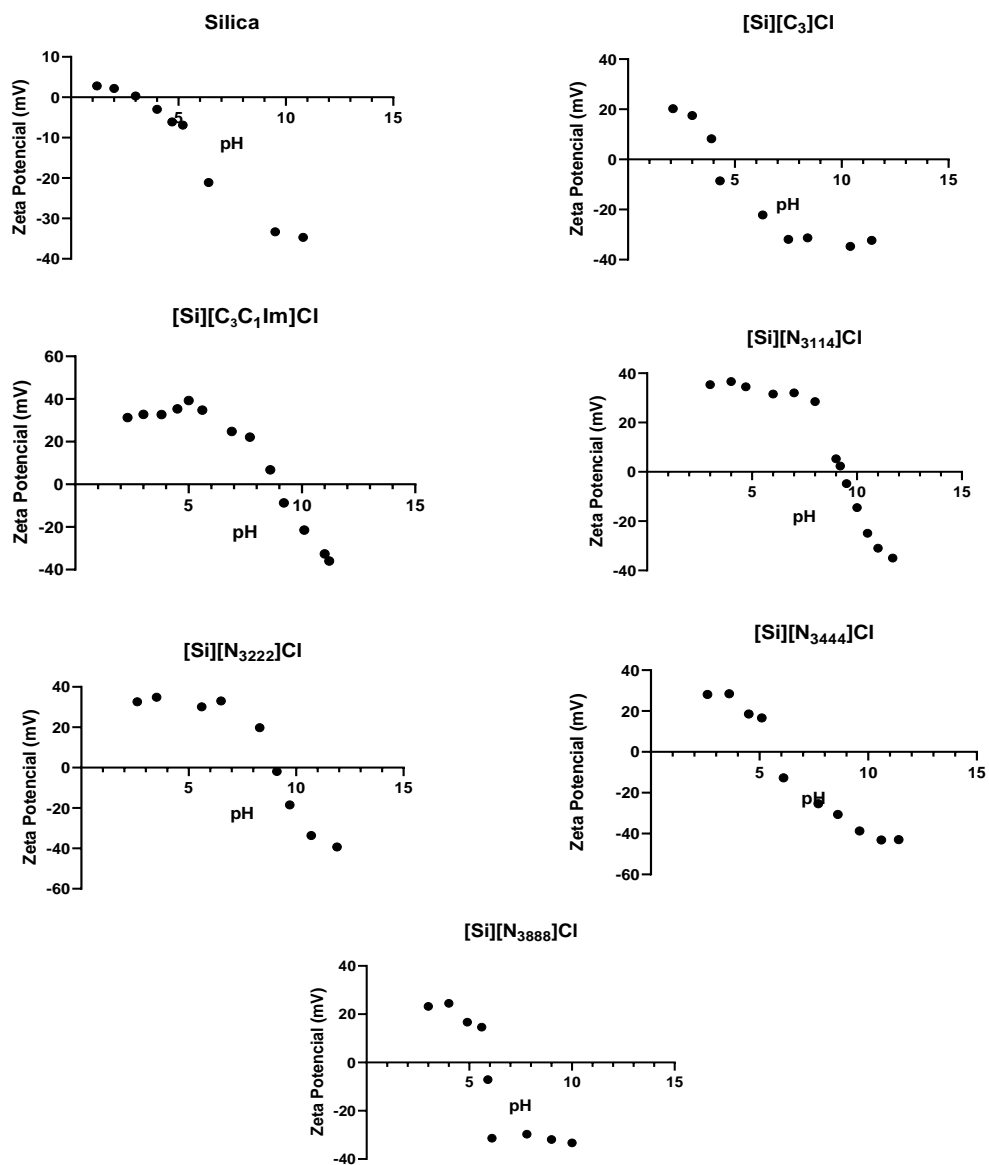 Silica
Zeta Potencial (mV)
10
0
-10
-20
-30
-40
5
10
15
pH
[Si][C₃]Cl
Zeta Potencial (mV)
40
20
0
-20
-40
5
10
15
pH
[Si][C₃C₁Im]Cl
Zeta Potencial (mV)
60
40
20
0
-20
-40
5
10
15
pH
[Si][N₃₁₁₄]Cl
Zeta Potencial (mV)
40
20
0
-20
-40
5
10
15
pH
[Si][N₃₂₂₂]Cl
Zeta Potencial (mV)
40
20
0
-20
-40
-60
5
10
15
pH
[Si][N₃₄₄₄]Cl
Zeta Potencial (mV)
40
20
0
-20
-40
-60
5
10
15
pH
[Si][N₃₈₈₈]Cl
Zeta Potencial (mV)
40
20
0
-20
-40
5
10
15
pH